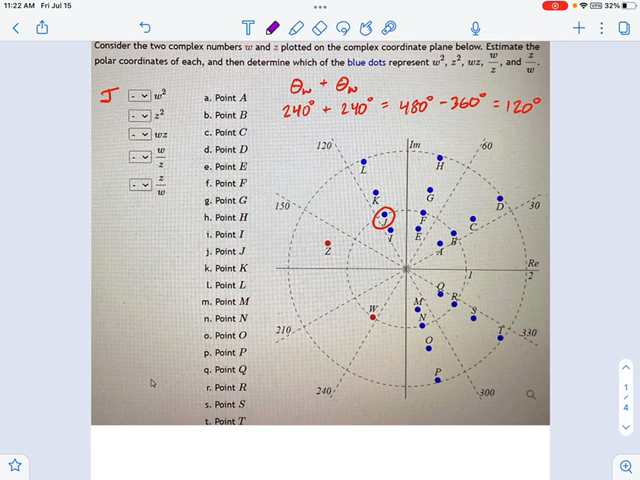 11:22 AM Fri Jul 15
VPN 32%
Consider the two complex numbers w and z plotted on the complex coordinate plane below. Estimate the
polar coordinates of each, and then determine which of the blue dots represent w², z², wz, w/z, and z/w.
θw + θw
240° + 240° = 480° - 360° = 120°
J - w²
- z²
- wz
- w/z
- z/w
a. Point A
b. Point B
c. Point C
d. Point D
e. Point E
f. Point F
g. Point G
h. Point H
i. Point I
j. Point J
k. Point K
l. Point L
m. Point M
n. Point N
o. Point O
p. Point P
q. Point Q
r. Point R
s. Point S
t. Point T
120 Im 60
L H
150 K G D 30
J F C
I E B
Z A
Re
1 2
Q
M R
W N S
210 T 330
O
P
240 300
1
/
4